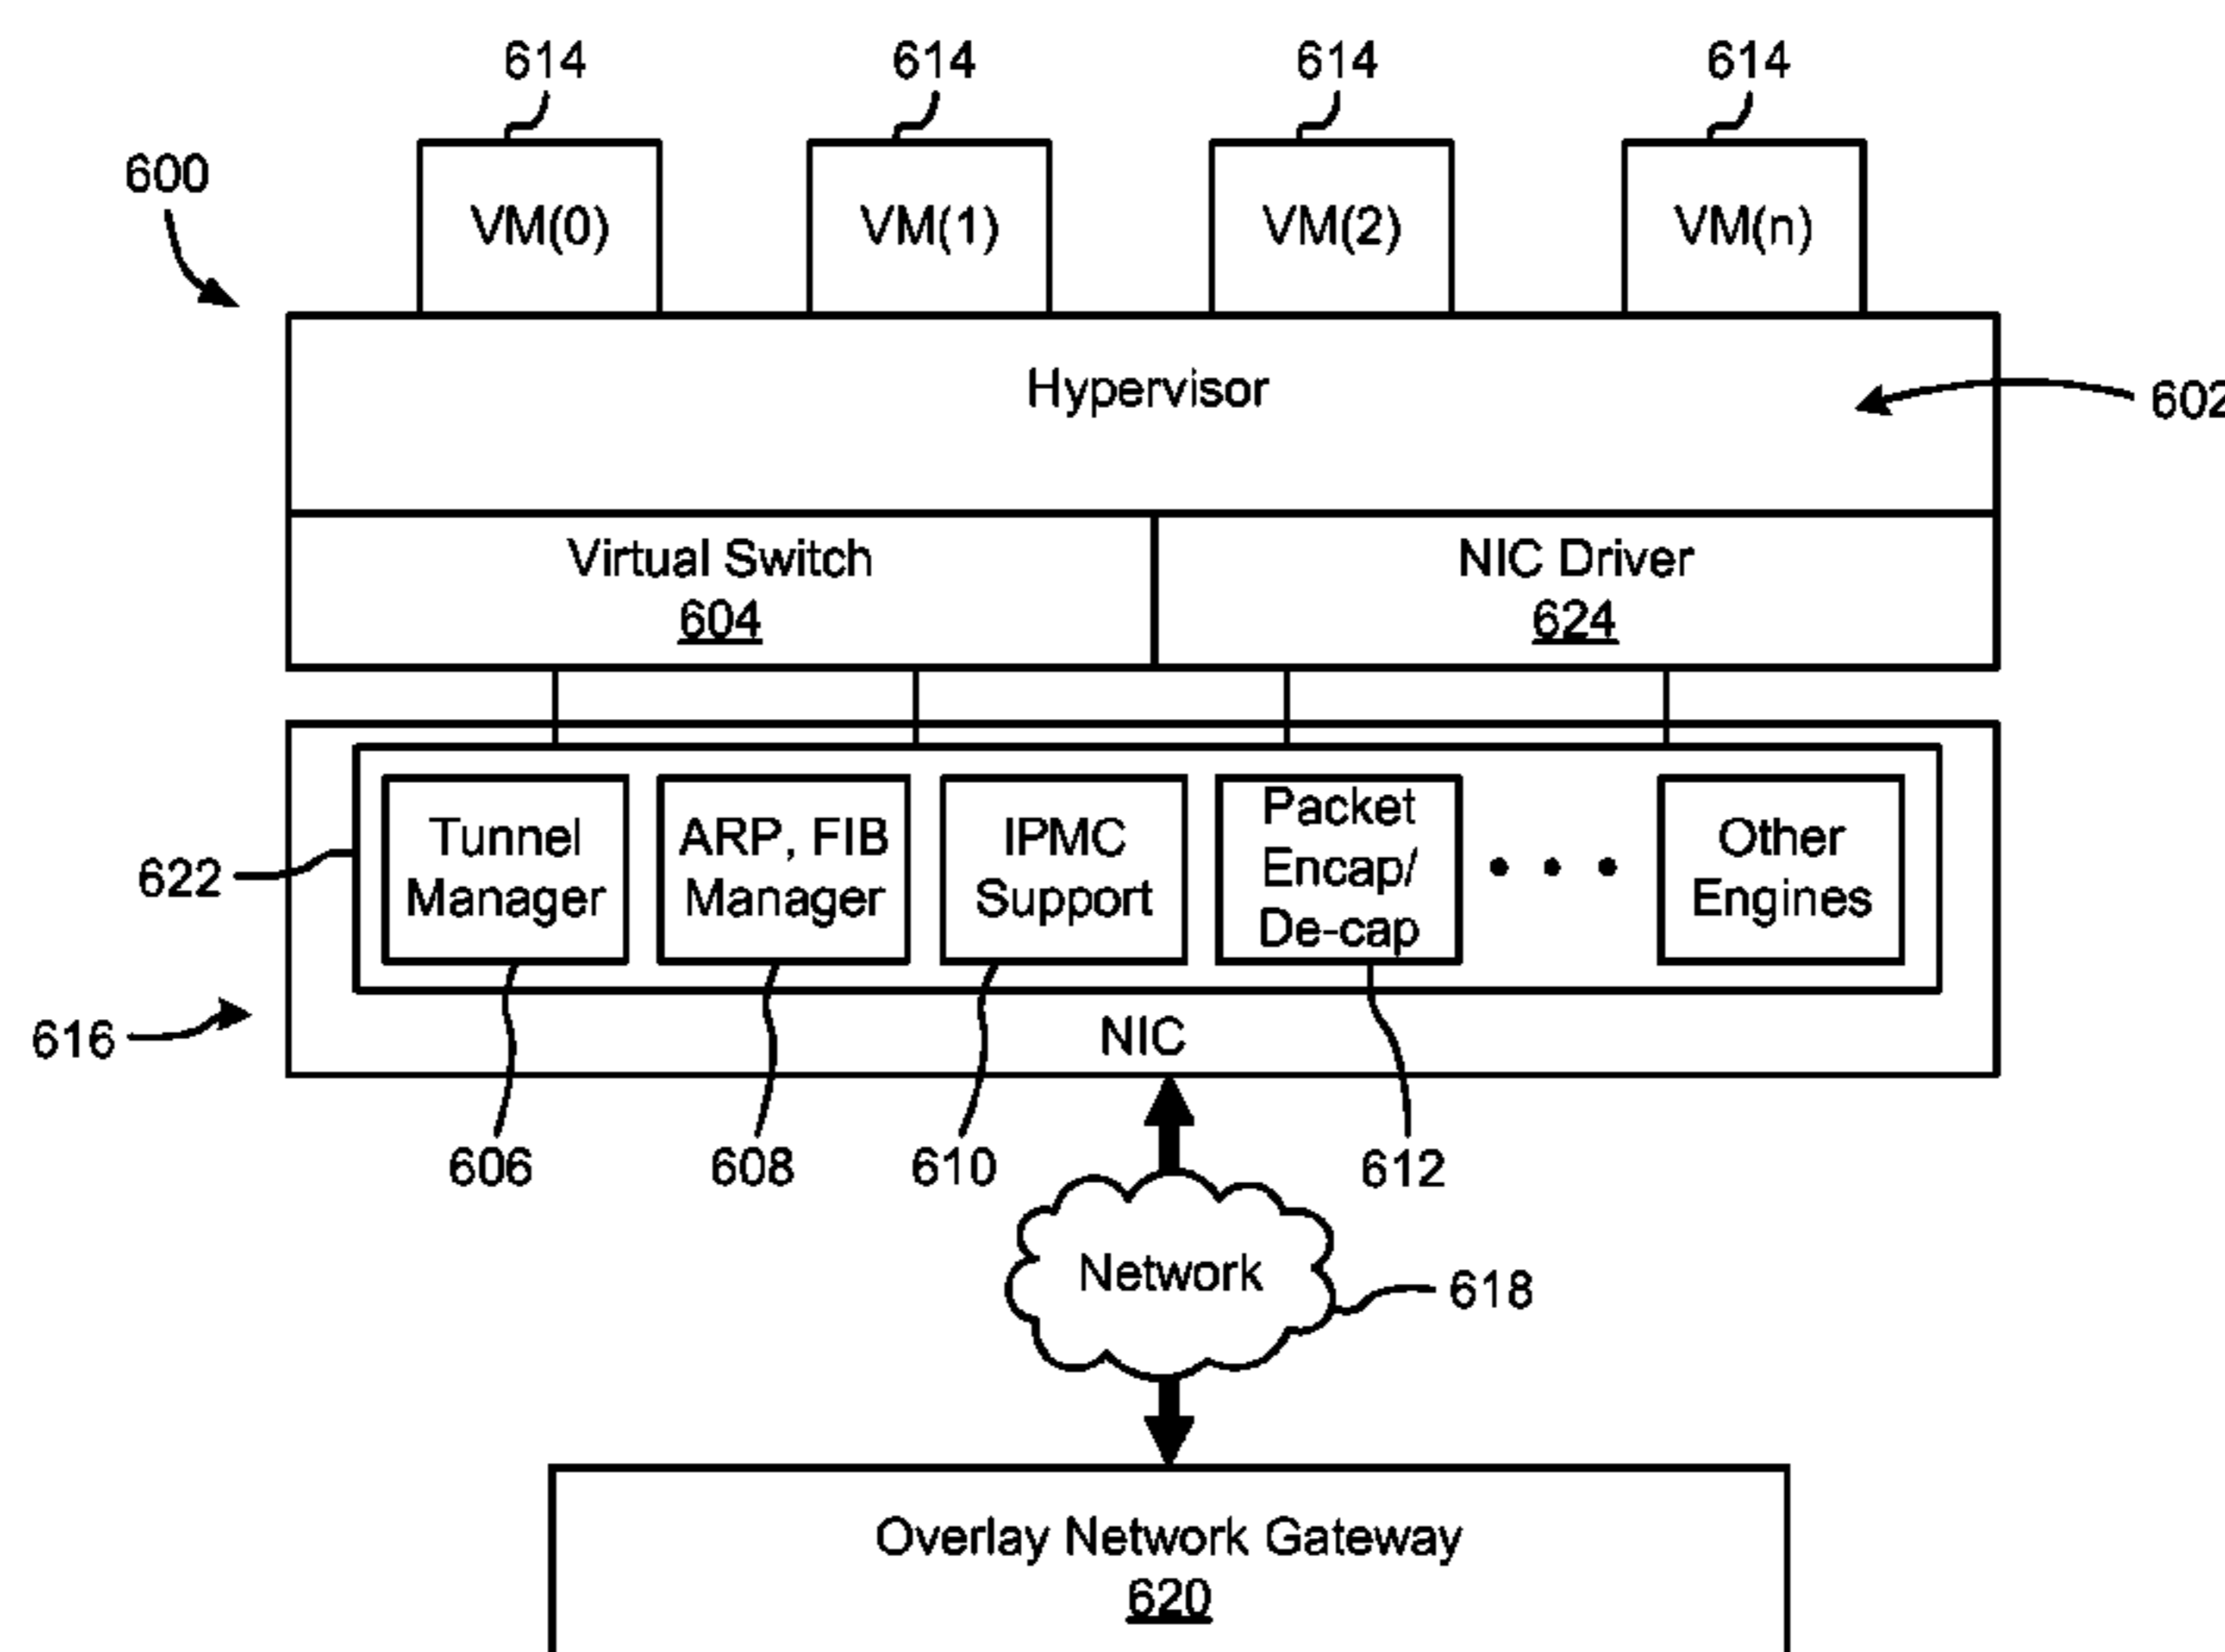 614 614 614 614
600
VM(0) VM(1) VM(2) VM(n)
Hypervisor
602
Virtual Switch
604
NIC Driver
624
622
Tunnel
Manager
ARP, FIB
Manager
IPMC
Support
Packet
Encap/
De-cap
• • •
Other
Engines
616
NIC
606 608 610 612
Network
618
Overlay Network Gateway
620